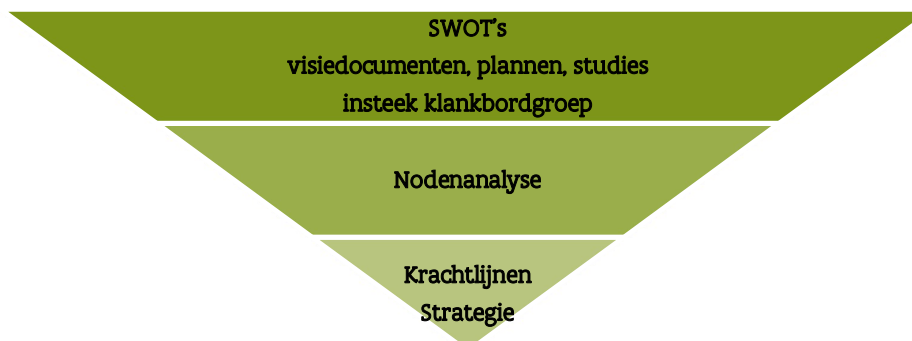 SWOT's
visiedocumenten, plannen, studies
insteek klankbordgroep
Nodenanalyse
Krachtlijnen
Strategie